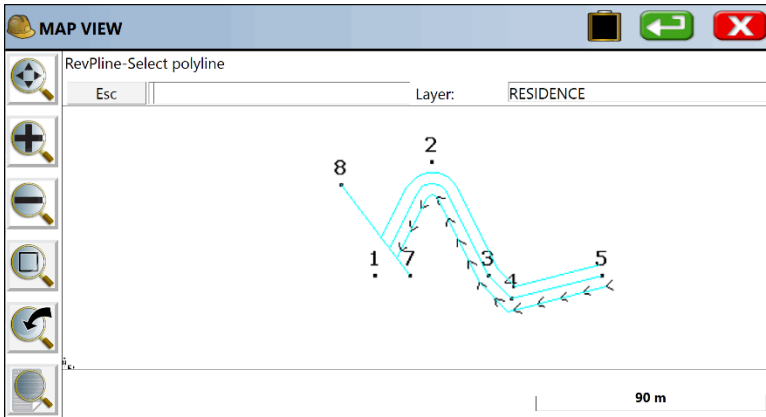 MAP VIEW
RevPline-Select polyline
Esc
Layer:
RESIDENCE
2
8
1
7
3
4
5
90 m